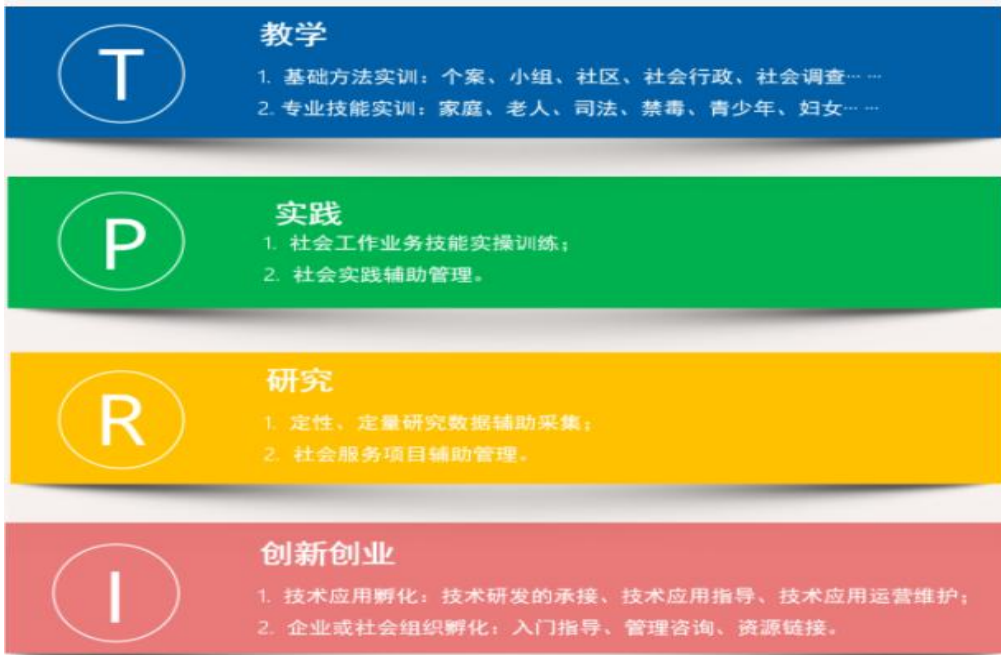 T
教学
1. 基础方法实训：个案、小组、社区、社会行政、社会调查… …
2. 专业技能实训：家庭、老人、司法、禁毒、青少年、妇女… …
P
实践
1. 社会工作业务技能实操训练；
2. 社会实践辅助管理。
R
研究
1. 定性、定量研究数据辅助采集；
2. 社会服务项目辅助管理。
I
创新创业
1. 技术应用孵化：技术研发的承接、技术应用指导、技术应用运营维护；
2. 企业或社会组织孵化：入门指导、管理咨询、资源链接。